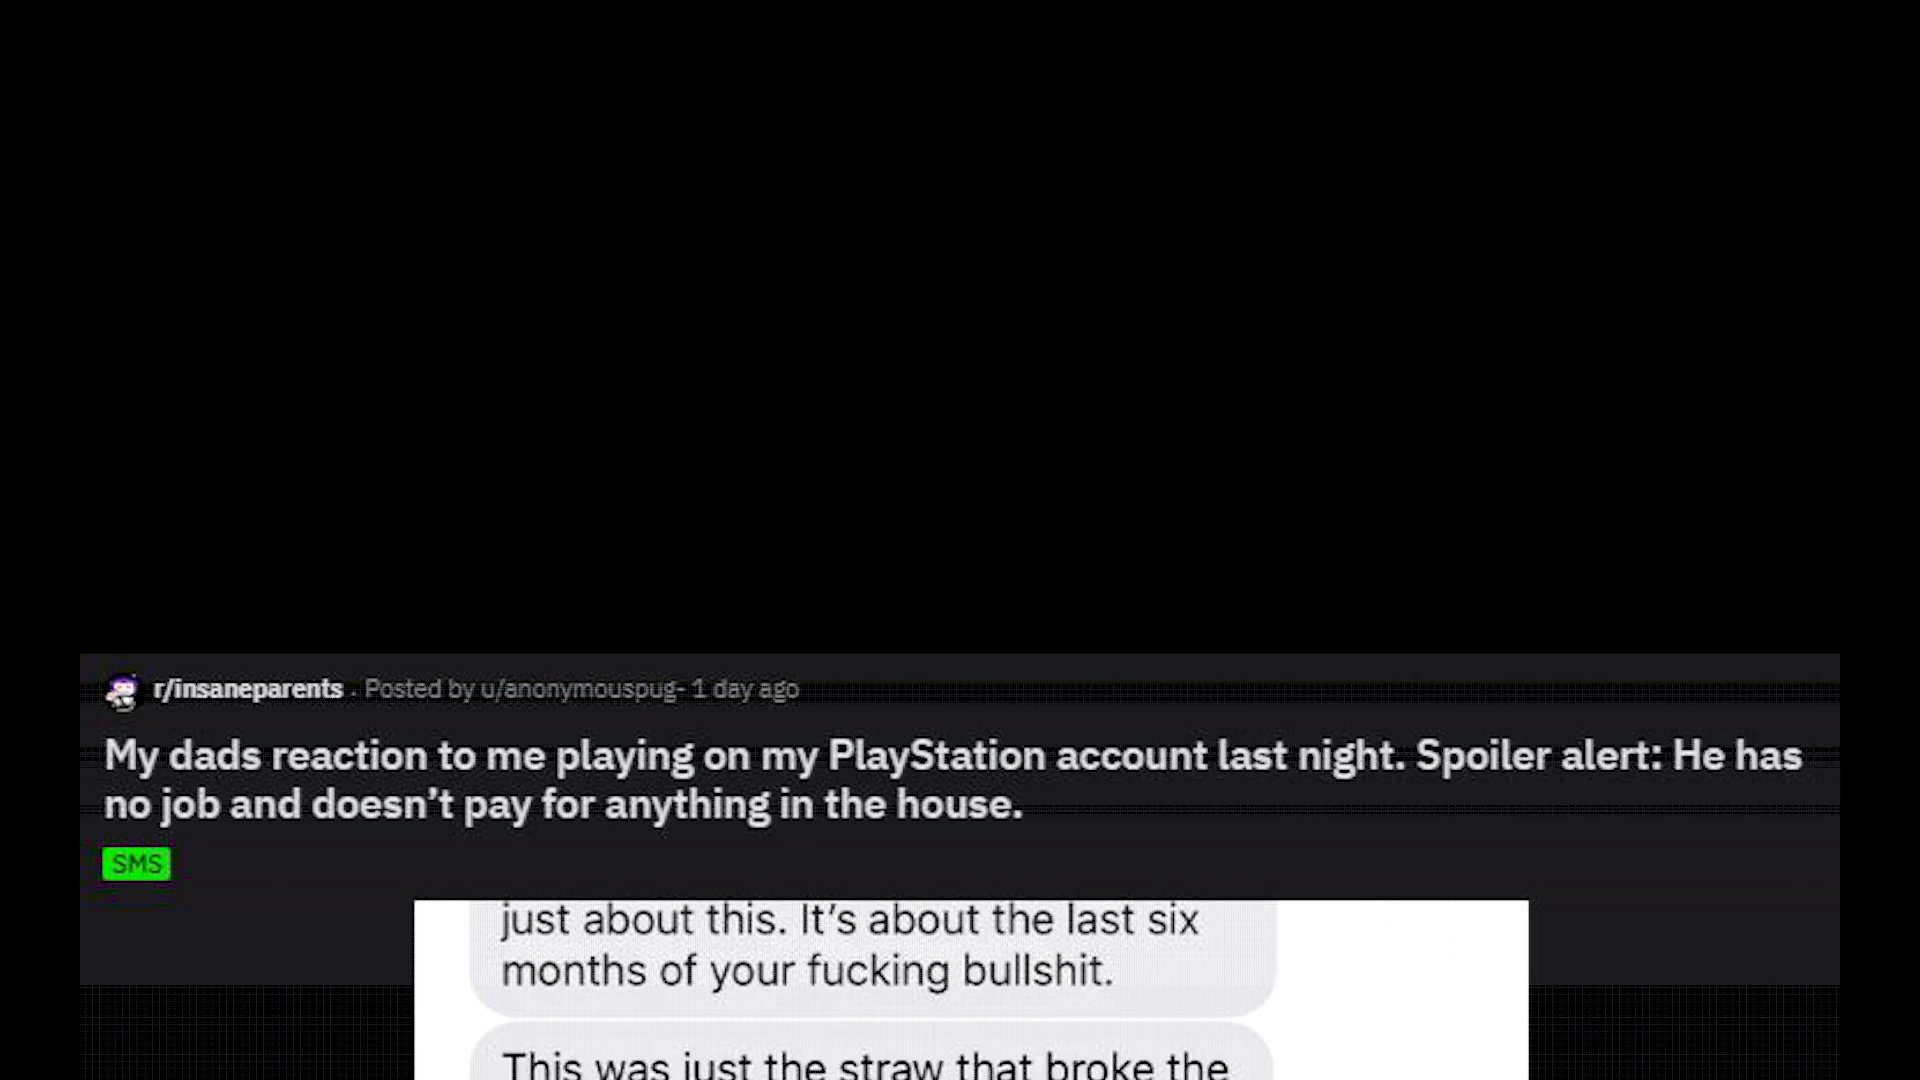 r/insaneparents · Posted by u/anonymouspug- 1 day ago
My dads reaction to me playing on my PlayStation account last night. Spoiler alert: He has
no job and doesn’t pay for anything in the house.
SMS
just about this. It’s about the last six
months of your fucking bullshit.
This was just the straw that broke the